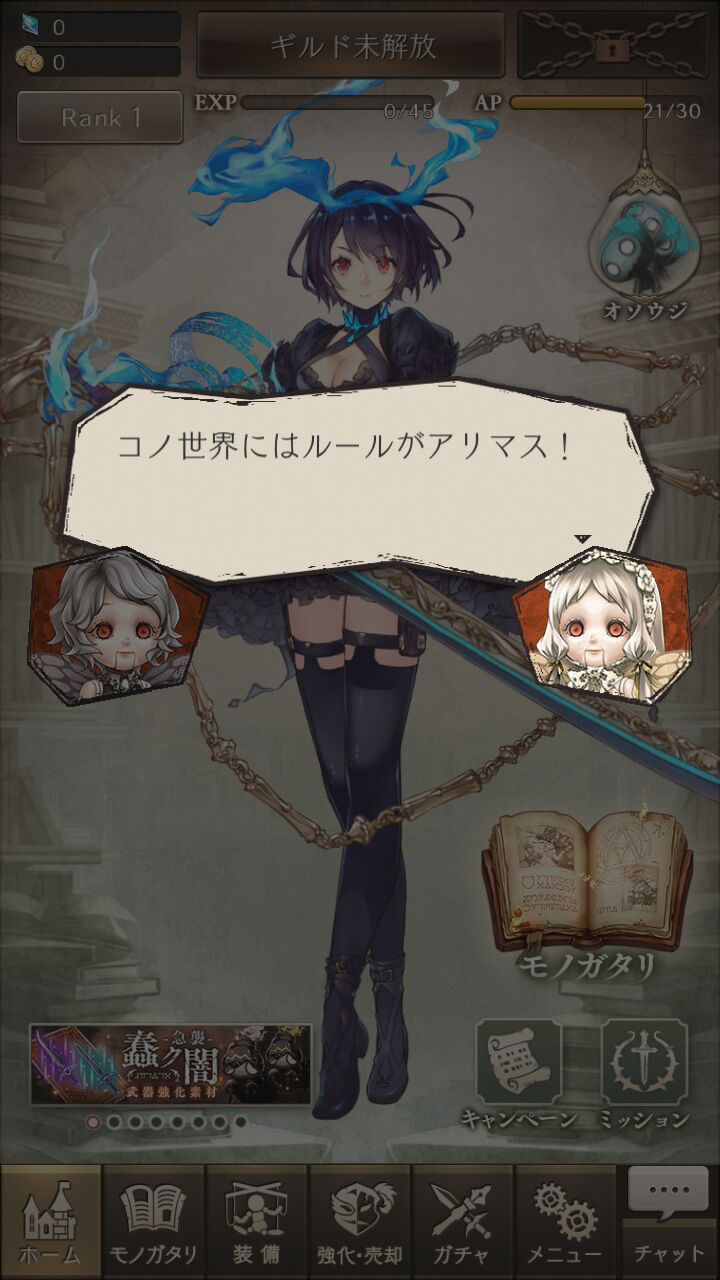 0
ギルド未解放
0
Rank 1
EXP
0/45
AP
21/30
オソウジ
コノ世界にはルールがアリマス!
モノガタリ
-急襲-
蠢ク闇
武器強化素材
キャンペーン
ミッション
ホーム
モノガタリ
装備
強化・売却
ガチャ
メニュー
チャット